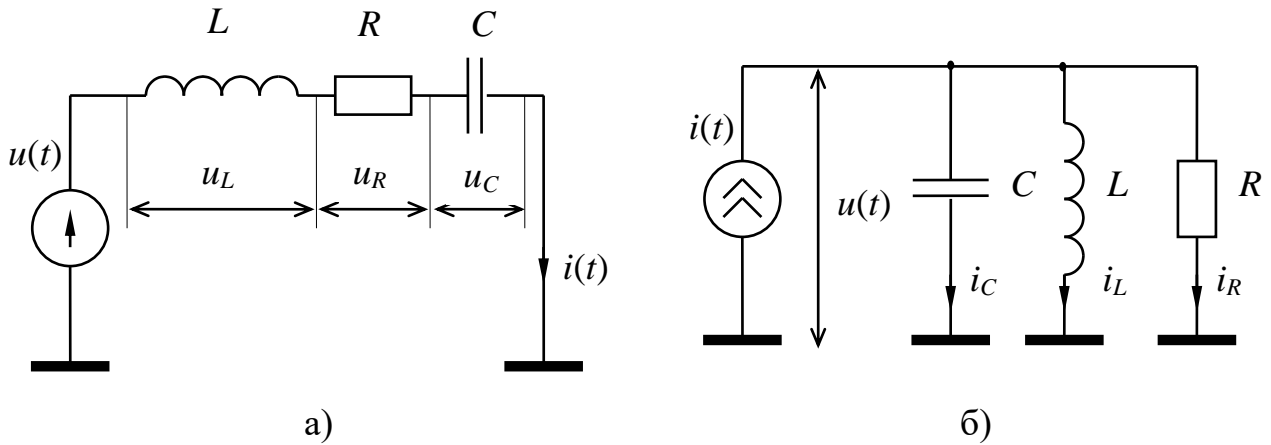 L R C
u(t)
u_L u_R u_C
i(t)
а)
i(t)
u(t)
C L R
i_C i_L i_R
б)